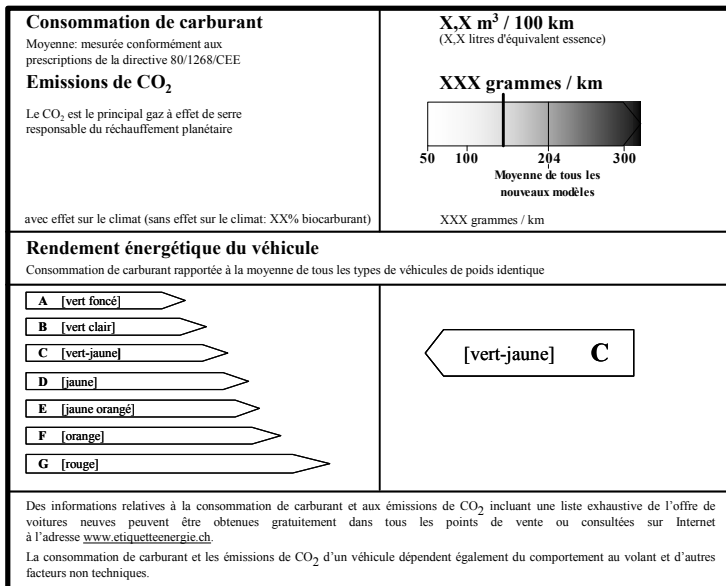 Consommation de carburant
Moyenne: mesurée conformément aux
prescriptions de la directive 80/1268/CEE
X,X m³ / 100 km
(X,X litres d'équivalent essence)
Emissions de CO₂
Le CO₂ est le principal gaz à effet de serre
responsable du réchauffement planétaire
XXX grammes / km
50 100 204 300
Moyenne de tous les
nouveaux modèles
avec effet sur le climat (sans effet sur le climat: XX% biocarburant)
XXX grammes / km
Rendement énergétique du véhicule
Consommation de carburant rapportée à la moyenne de tous les types de véhicules de poids identique
A [vert foncé]
B [vert clair]
C [vert-jaune]
D [jaune]
E [jaune orangé]
F [orange]
G [rouge]
[vert-jaune] C
Des informations relatives à la consommation de carburant et aux émissions de CO₂ incluant une liste exhaustive de l'offre de
voitures neuves peuvent être obtenues gratuitement dans tous les points de vente ou consultées sur Internet
à l'adresse www.etiquetteenergie.ch.
La consommation de carburant et les émissions de CO₂ d'un véhicule dépendent également du comportement au volant et d'autres
facteurs non techniques.